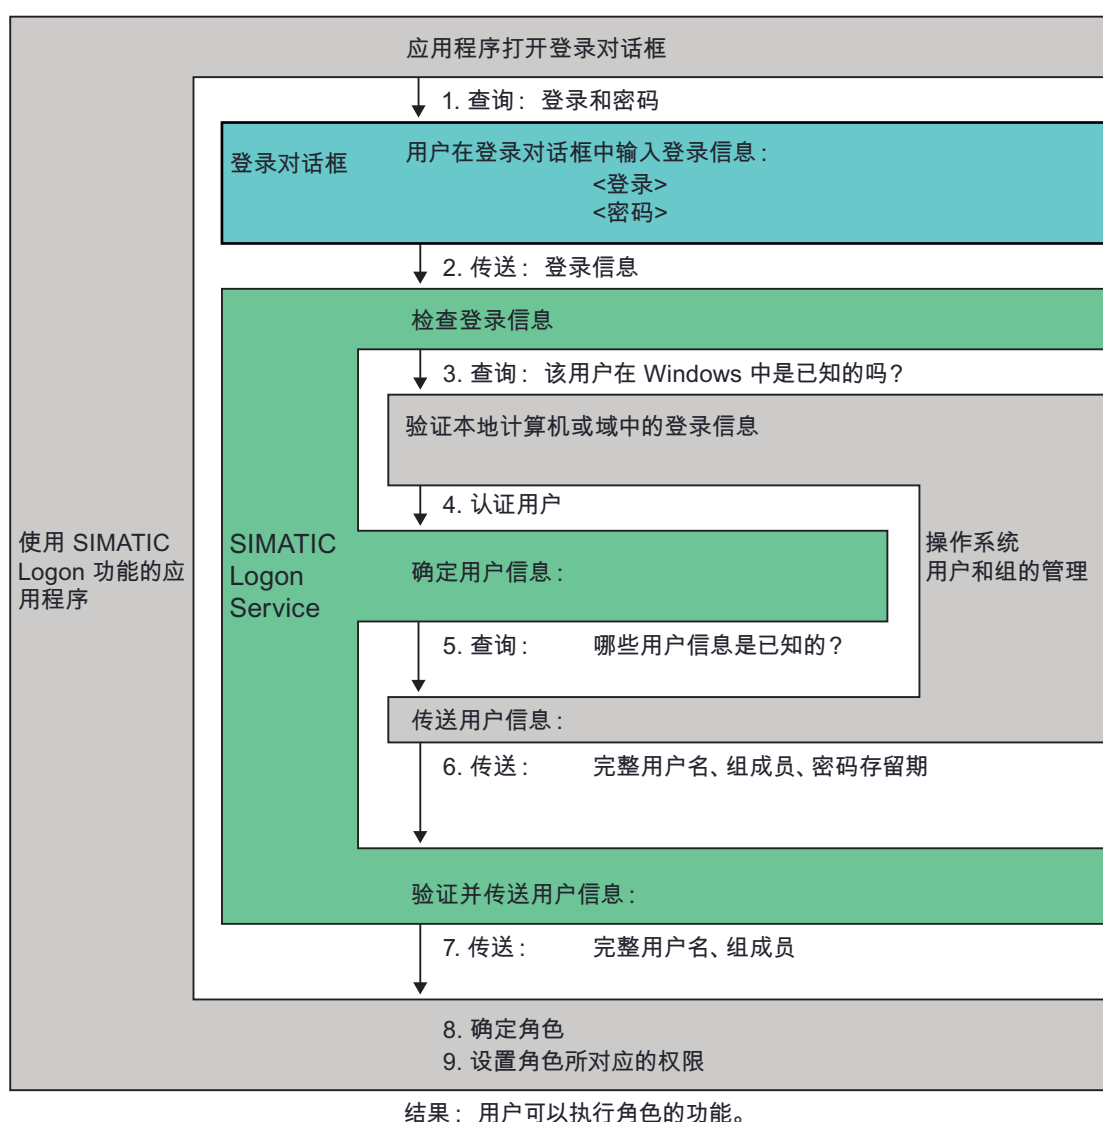 应用程序打开登录对话框
1. 查询：登录和密码
登录对话框
用户在登录对话框中输入登录信息：
<登录>
<密码>
2. 传送：登录信息
检查登录信息
3. 查询：该用户在 Windows 中是已知的吗？
验证本地计算机或域中的登录信息
4. 认证用户
使用 SIMATIC
Logon 功能的应
用程序
SIMATIC
Logon
Service
确定用户信息：
操作系统
用户和组的管理
5. 查询： 哪些用户信息是已知的？
传送用户信息：
6. 传送： 完整用户名、组成员、密码存留期
验证并传送用户信息：
7. 传送： 完整用户名、组成员
8. 确定角色
9. 设置角色所对应的权限
结果：用户可以执行角色的功能。